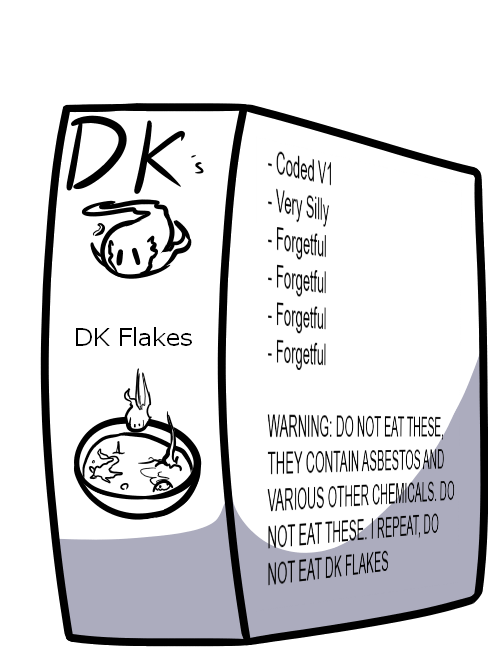 DK's
DK Flakes
- Coded V1
- Very Silly
- Forgetful
- Forgetful
- Forgetful
- Forgetful
WARNING: DO NOT EAT THESE,
THEY CONTAIN ASBESTOS AND
VARIOUS OTHER CHEMICALS. DO
NOT EAT THESE. I REPEAT, DO
NOT EAT DK FLAKES